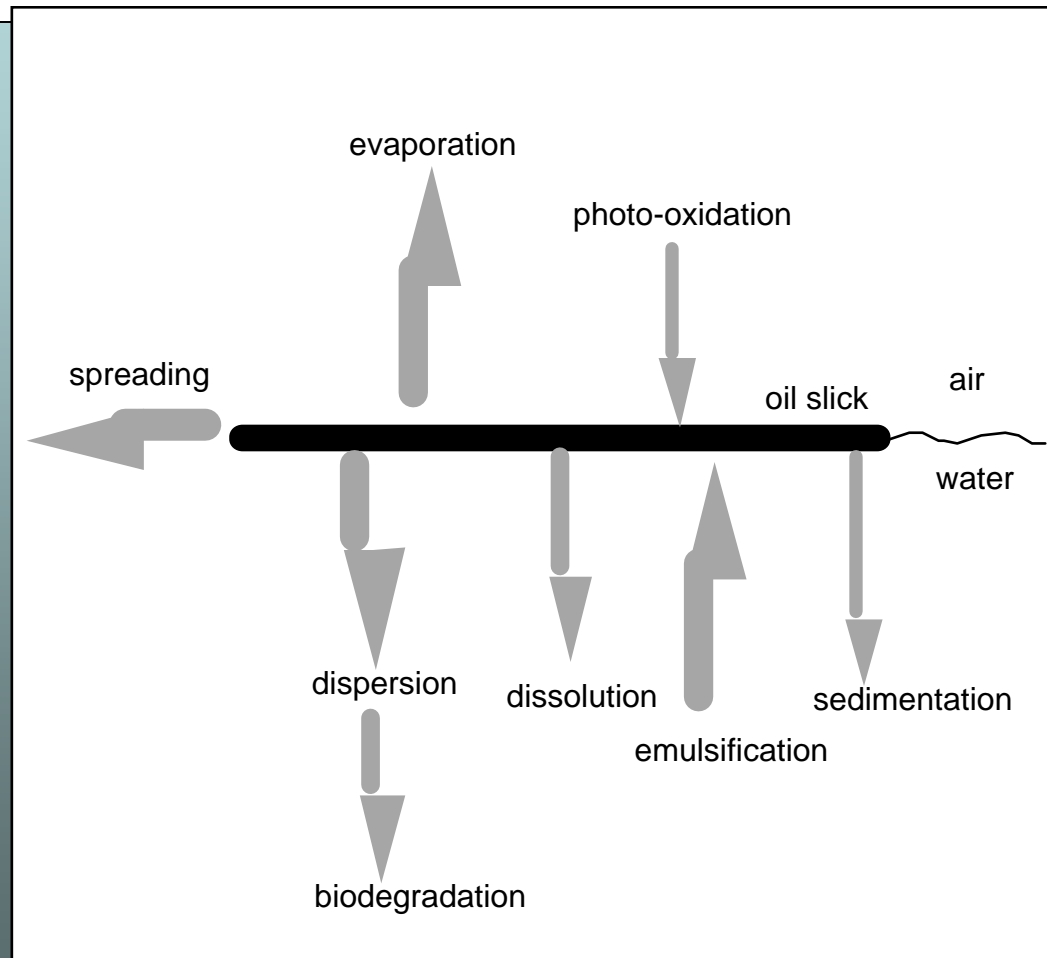 evaporation
photo-oxidation
spreading
air
oil slick
water
dispersion
dissolution
sedimentation
emulsification
biodegradation